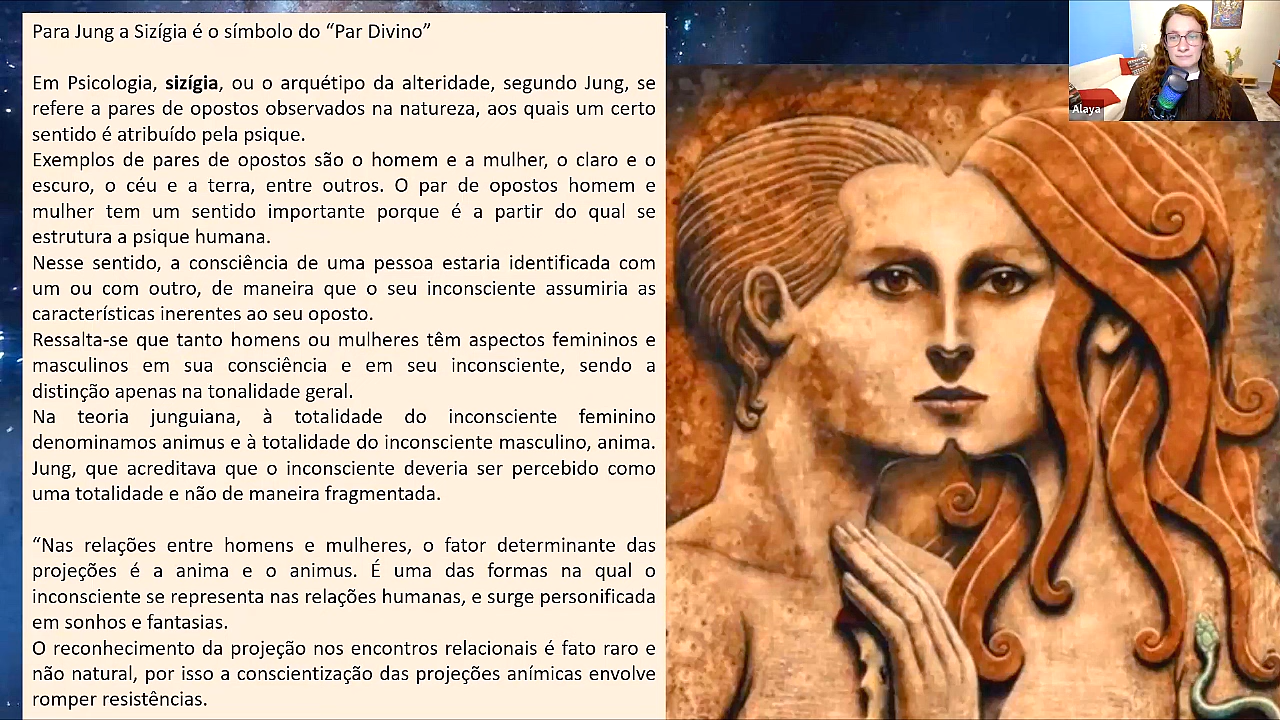 Para Jung a Sizígia é o símbolo do “Par Divino”
Em Psicologia, sizígia, ou o arquétipo da alteridade, segundo Jung, se
refere a pares de opostos observados na natureza, aos quais um certo
sentido é atribuído pela psique.
Exemplos de pares de opostos são o homem e a mulher, o claro e o
escuro, o céu e a terra, entre outros. O par de opostos homem e
mulher tem um sentido importante porque é a partir do qual se
estrutura a psique humana.
Nesse sentido, a consciência de uma pessoa estaria identificada com
um ou com outro, de maneira que o seu inconsciente assumiria as
características inerentes ao seu oposto.
Ressalta-se que tanto homens ou mulheres têm aspectos femininos e
masculinos em sua consciência e em seu inconsciente, sendo a
distinção apenas na tonalidade geral.
Na teoria junguiana, à totalidade do inconsciente feminino
denominamos animus e à totalidade do inconsciente masculino, anima.
Jung, que acreditava que o inconsciente deveria ser percebido como
uma totalidade e não de maneira fragmentada.
“Nas relações entre homens e mulheres, o fator determinante das
projeções é a anima e o animus. É uma das formas na qual o
inconsciente se representa nas relações humanas, e surge personificada
em sonhos e fantasias.
O reconhecimento da projeção nos encontros relacionais é fato raro e
não natural, por isso a conscientização das projeções anímicas envolve
romper resistências.
Alaya